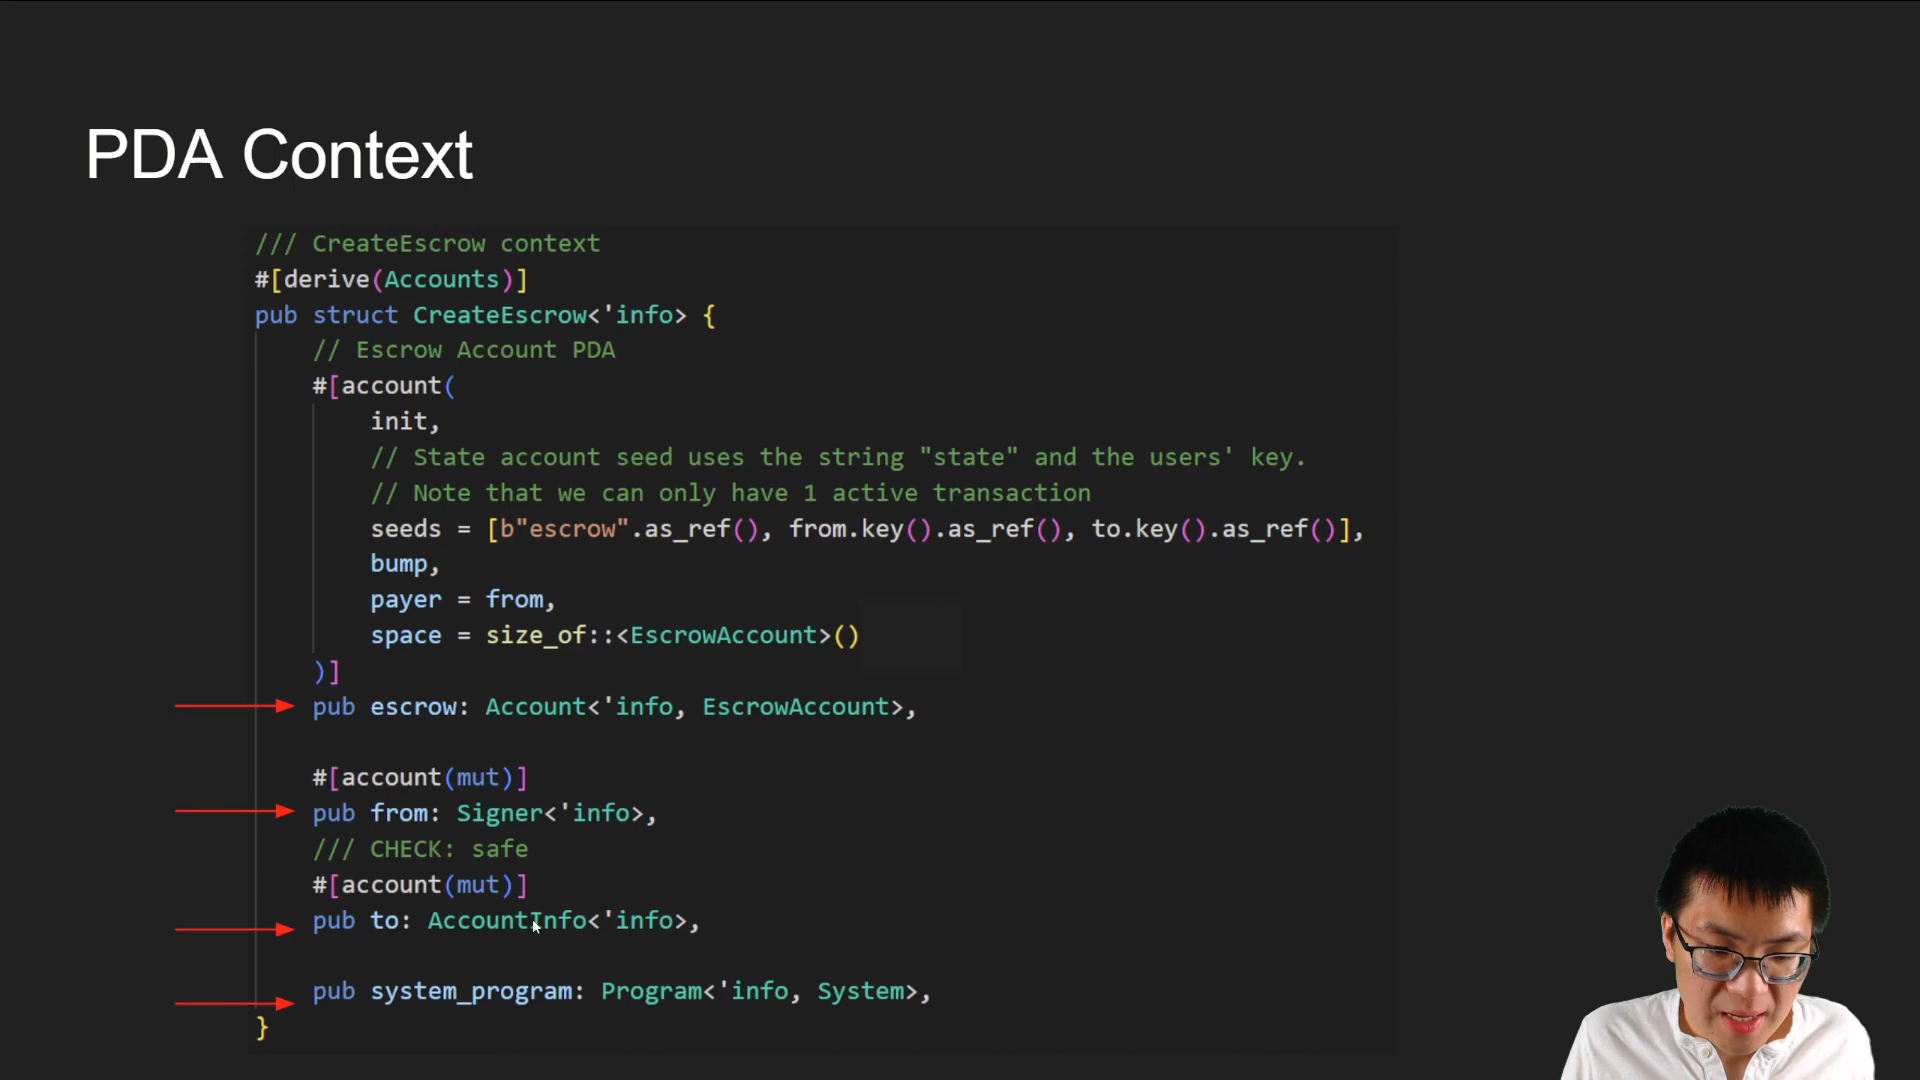 PDA Context
/// CreateEscrow context
#[derive(Accounts)]
pub struct CreateEscrow<'info> {
// Escrow Account PDA
#[account(
init,
// State account seed uses the string "state" and the users' key.
// Note that we can only have 1 active transaction
seeds = [b"escrow".as_ref(), from.key().as_ref(), to.key().as_ref()],
bump,
payer = from,
space = size_of::<EscrowAccount>()
)]
pub escrow: Account<'info, EscrowAccount>,
#[account(mut)]
pub from: Signer<'info>,
/// CHECK: safe
#[account(mut)]
pub to: AccountInfo<'info>,
pub system_program: Program<'info, System>,
}